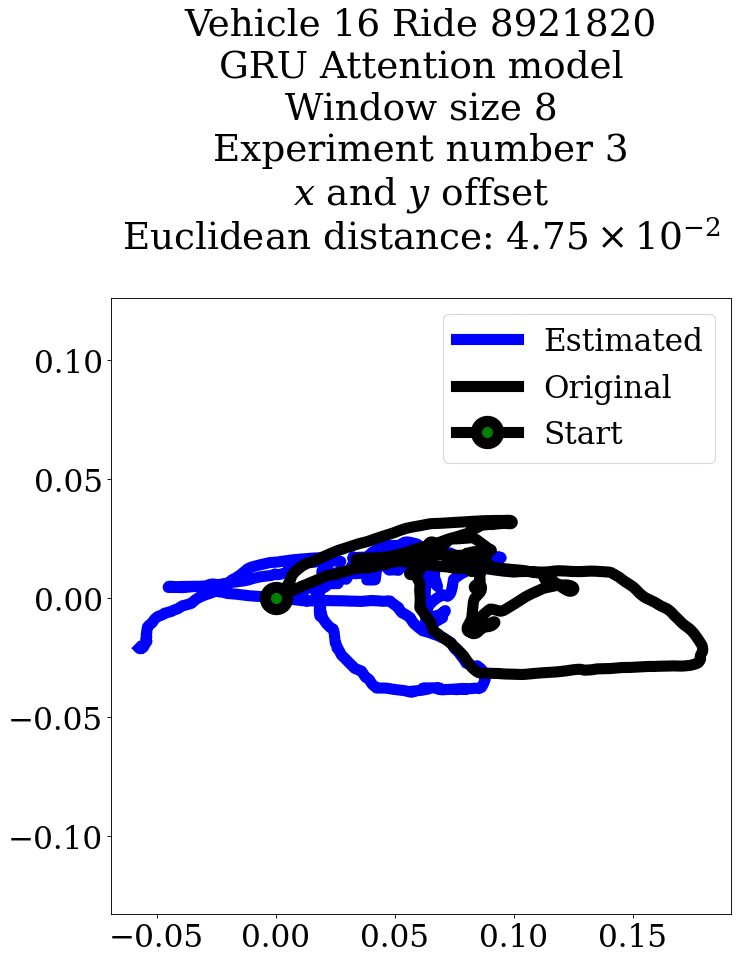 Vehicle 16 Ride 8921820
GRU Attention model
Window size 8
Experiment number 3
x and y offset
Euclidean distance: 4.75 × 10⁻²
Estimated
Original
Start
0.10
0.05
0.00
−0.05
−0.10
−0.05 0.00 0.05 0.10 0.15